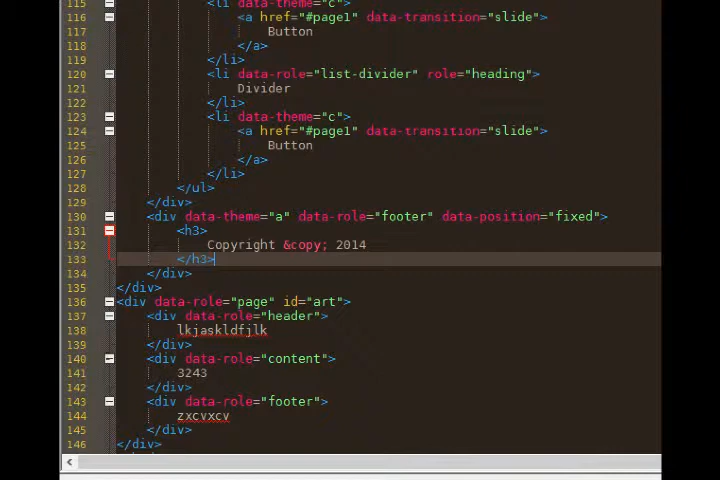 115 <li data-theme="c">
116 <a href="#page1" data-transition="slide">
117 Button
118 </a>
119 </li>
120 <li data-role="list-divider" role="heading">
121 Divider
122 </li>
123 <li data-theme="c">
124 <a href="#page1" data-transition="slide">
125 Button
126 </a>
127 </li>
128 </ul>
129 </div>
130 <div data-theme="a" data-role="footer" data-position="fixed">
131 <h3>
132 Copyright &copy; 2014
133 </h3>
134 </div>
135 </div>
136 <div data-role="page" id="art">
137 <div data-role="header">
138 lkjaskldfjlk
139 </div>
140 <div data-role="content">
141 3243
142 </div>
143 <div data-role="footer">
144 zxcvxcv
145 </div>
146 </div>